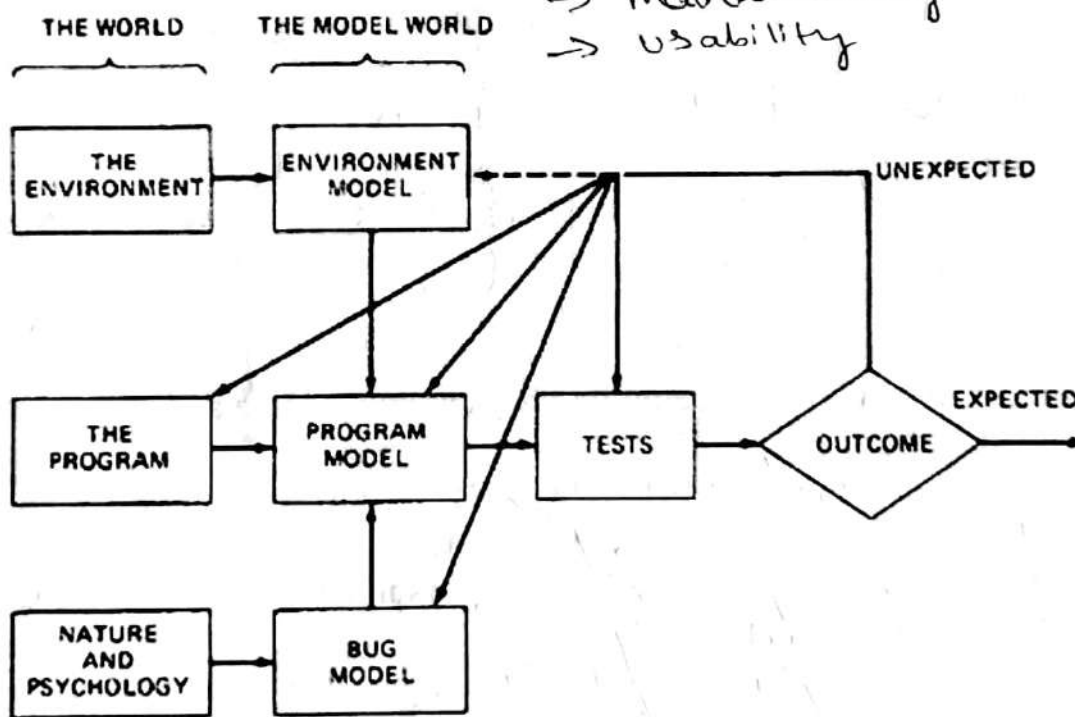 THE WORLD
THE MODEL WORLD
→
→ usability
THE
ENVIRONMENT
ENVIRONMENT
MODEL
UNEXPECTED
THE
PROGRAM
PROGRAM
MODEL
TESTS
OUTCOME
EXPECTED
NATURE
AND
PSYCHOLOGY
BUG
MODEL